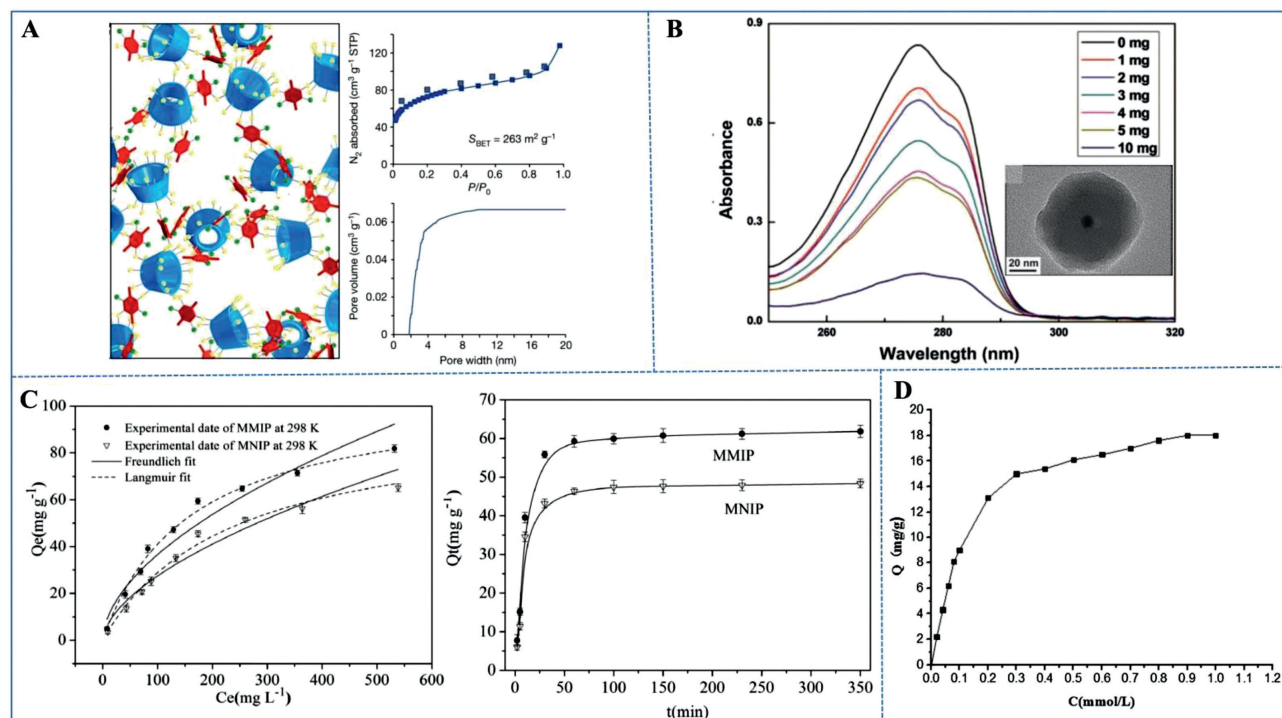 A
N₂ absorbed (cm³ g⁻¹ STP)
120
80
40
0
S_BET = 263 m² g⁻¹
0.2 0.4 0.6 0.8 1.0
P/P₀
Pore volume (cm³ g⁻¹)
0.06
0.04
0.02
0
4 8 12 16 20
Pore width (nm)
B
Absorbance
0.9
0.6
0.3
0.0
0 mg
1 mg
2 mg
3 mg
4 mg
5 mg
10 mg
20 nm
260 280 300 320
Wavelength (nm)
C
Qe(mg g⁻¹)
100
80
60
40
20
0
Experimental date of MMIP at 298 K
Experimental date of MNIP at 298 K
Freundlich fit
Langmuir fit
0 100 200 300 400 500 600
Ce(mg L⁻¹)
Qt(mg g⁻¹)
70
60
50
40
30
20
10
0
MMIP
MNIP
0 50 100 150 200 250 300 350
t(min)
D
Q (mg/g)
20
18
16
14
12
10
8
6
4
2
0
0.0 0.1 0.2 0.3 0.4 0.5 0.6 0.7 0.8 0.9 1.0 1.1 1.2
C(mmol/L)